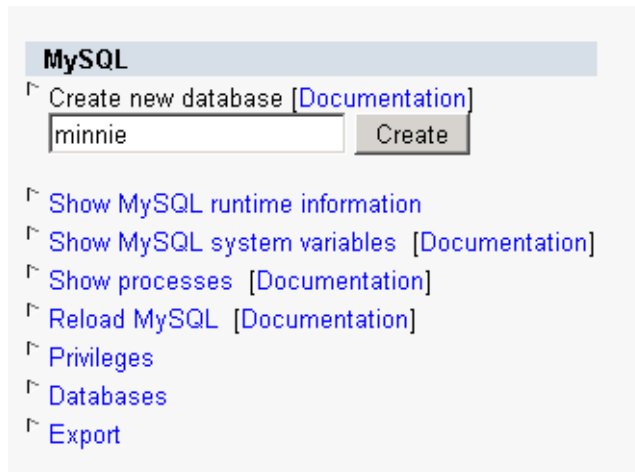 MySQL
Create new database [Documentation]
minnie Create
Show MySQL runtime information
Show MySQL system variables [Documentation]
Show processes [Documentation]
Reload MySQL [Documentation]
Privileges
Databases
Export